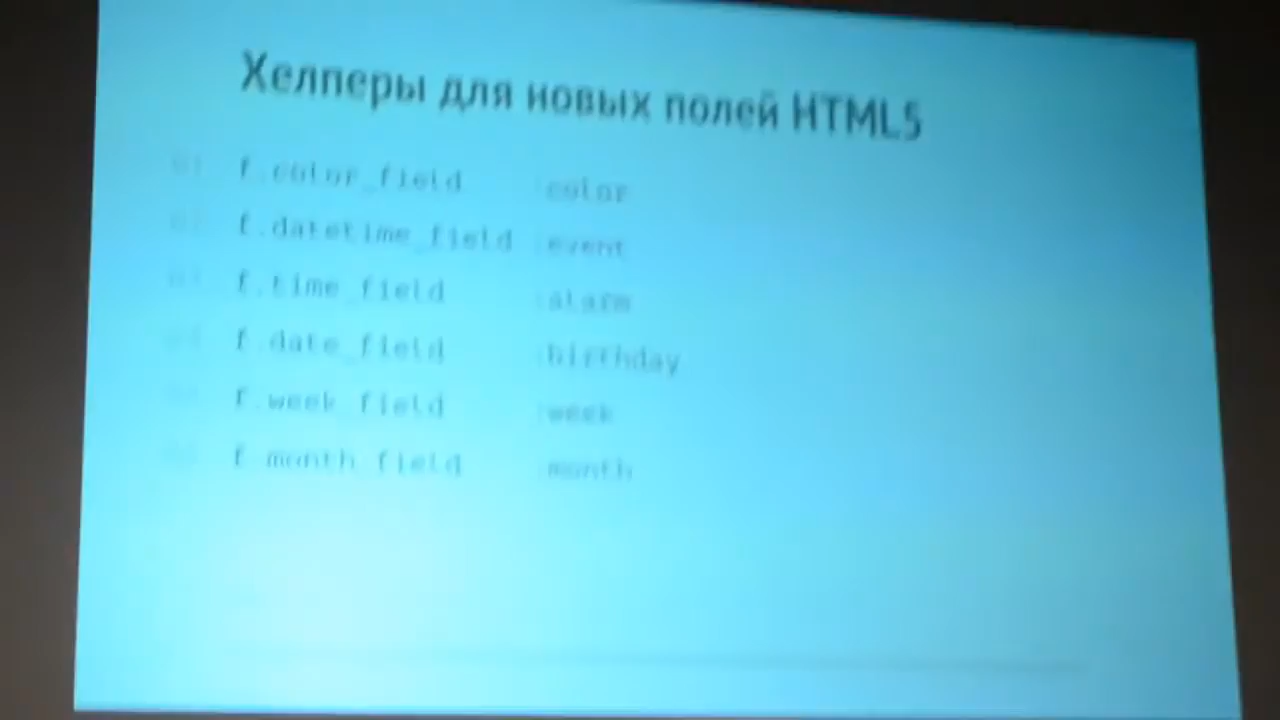 Хелперы для новых полей HTML5
f.color_field :color
f.datetime_field :event
f.time_field :alarm
f.date_field :birthday
f.week_field :week
f.month_field :month